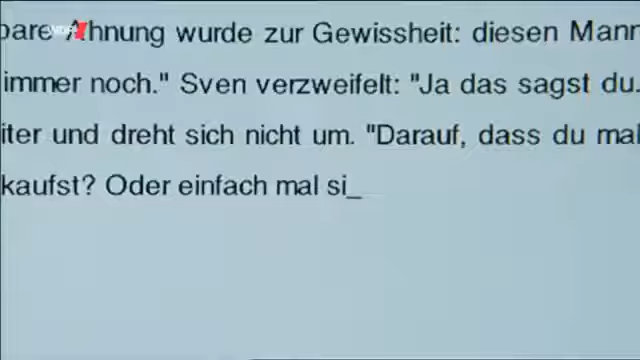 bare Ahnung wurde zur Gewissheit: diesen Mann
immer noch." Sven verzweifelt: "Ja das sagst du.
iter und dreht sich nicht um. "Darauf, dass du mal
kaufst? Oder einfach mal si_